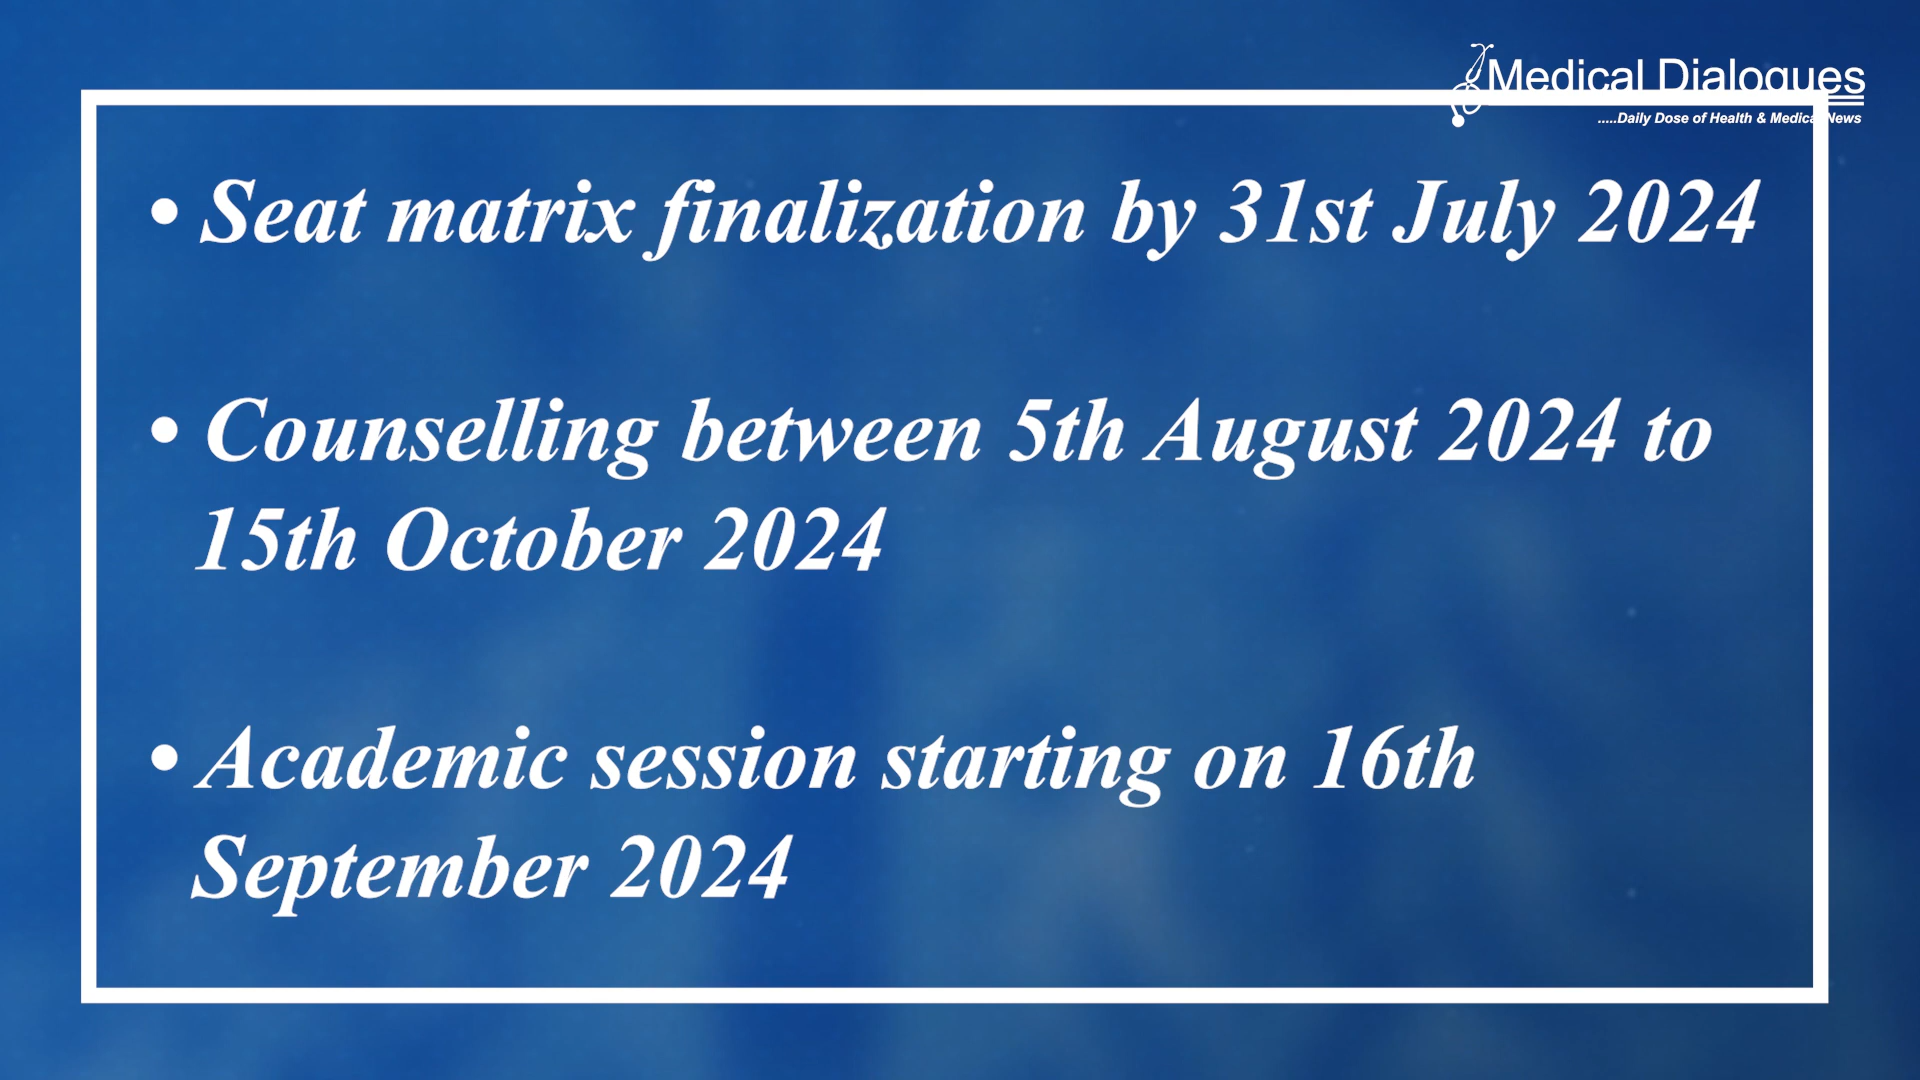 Medical Dialogues
.....Daily Dose of Health & Medical News
• Seat matrix finalization by 31st July 2024
• Counselling between 5th August 2024 to
15th October 2024
• Academic session starting on 16th
September 2024